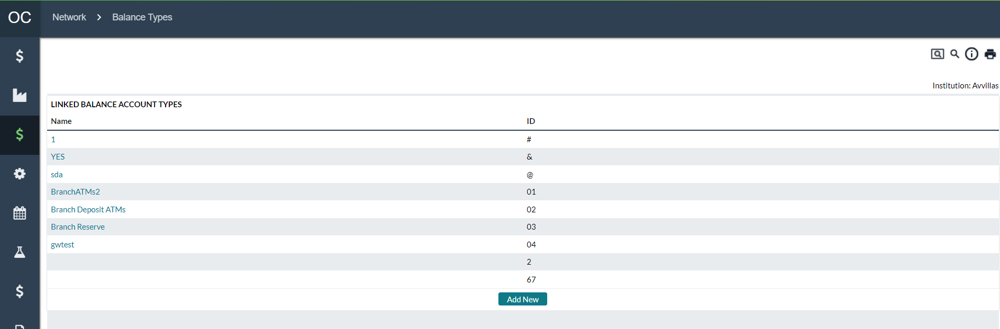 OC
Network > Balance Types
Institution: Avvillas
LINKED BALANCE ACCOUNT TYPES
Name ID
1 #
YES &
sda @
BranchATMs2 01
Branch Deposit ATMs 02
Branch Reserve 03
gwtest 04
2
67
Add New